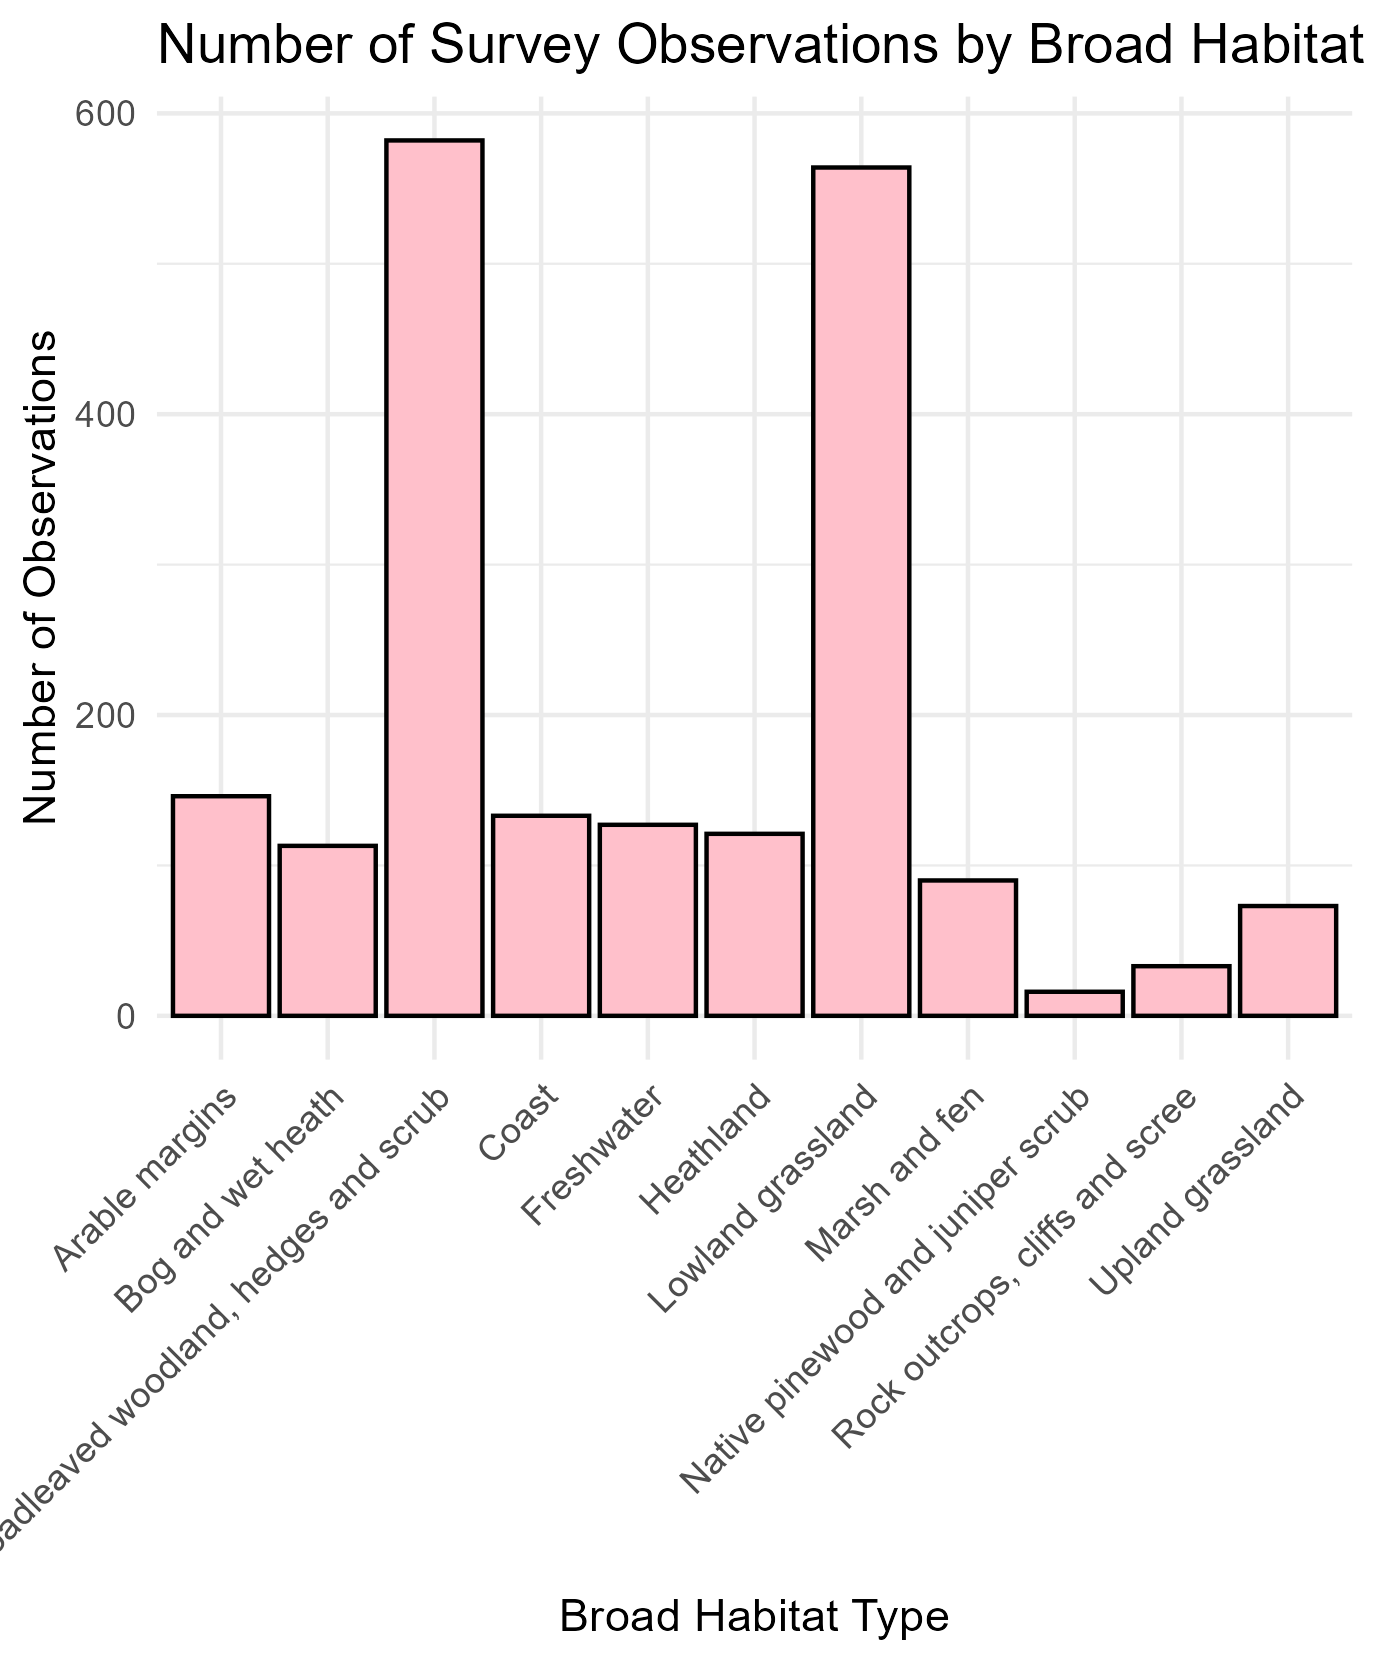 Number of Survey Observations by Broad Habitat
Number of Observations
600
400
200
0
Arable margins
Bog and wet heath
woodland, hedges and scrub
Coast
Freshwater
Heathland
Lowland grassland
Marsh and fen
Native pinewood and juniper scrub
Rock outcrops, cliffs and scree
Upland grassland
Broad Habitat Type